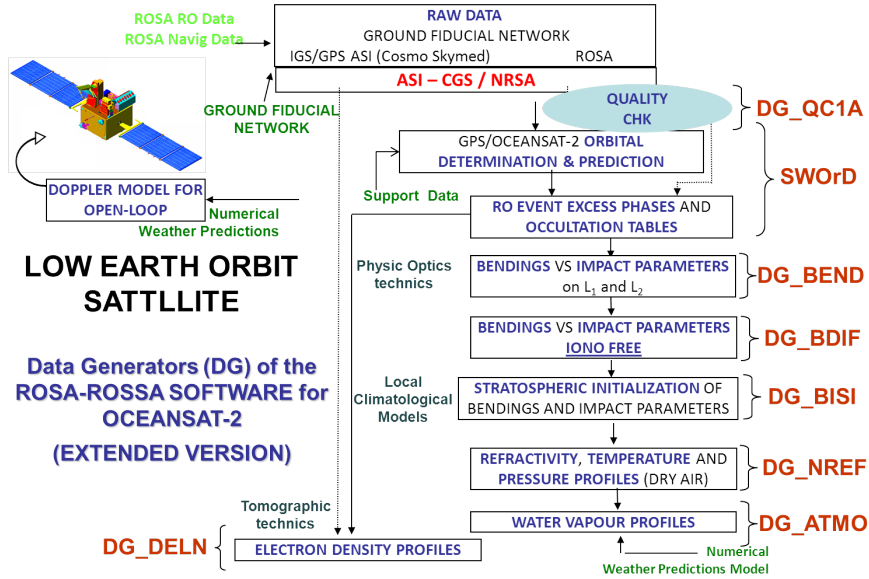 ROSA RO Data
ROSA Navig Data
RAW DATA
GROUND FIDUCIAL NETWORK
IGS/GPS ASI (Cosmo Skymed) ROSA
ASI – CGS / NRSA
GROUND FIDUCIAL
NETWORK
QUALITY
CHK
DG_QC1A
GPS/OCEANSAT-2 ORBITAL
DETERMINATION & PREDICTION
SWOrD
Support Data
DOPPLER MODEL FOR
OPEN-LOOP
Numerical
Weather Predictions
RO EVENT EXCESS PHASES AND
OCCULTATION TABLES
LOW EARTH ORBIT
SATTLLITE
Physic Optics
technics
BENDINGS VS IMPACT PARAMETERS
on L1 and L2
DG_BEND
BENDINGS VS IMPACT PARAMETERS
IONO FREE
DG_BDIF
Data Generators (DG) of the
ROSA-ROSSA SOFTWARE for
OCEANSAT-2
(EXTENDED VERSION)
Local
Climatological
Models
STRATOSPHERIC INITIALIZATION OF
BENDINGS AND IMPACT PARAMETERS
DG_BISI
REFRACTIVITY, TEMPERATURE AND
PRESSURE PROFILES (DRY AIR)
DG_NREF
Tomographic
technics
WATER VAPOUR PROFILES
DG_ATMO
DG_DELN
ELECTRON DENSITY PROFILES
Numerical
Weather Predictions Model